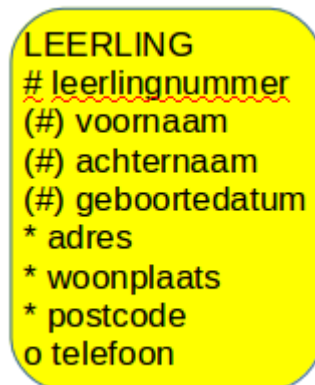 LEERLING
# leerlingnummer
(#) voornaam
(#) achternaam
(#) geboortedatum
* adres
* woonplaats
* postcode
o telefoon